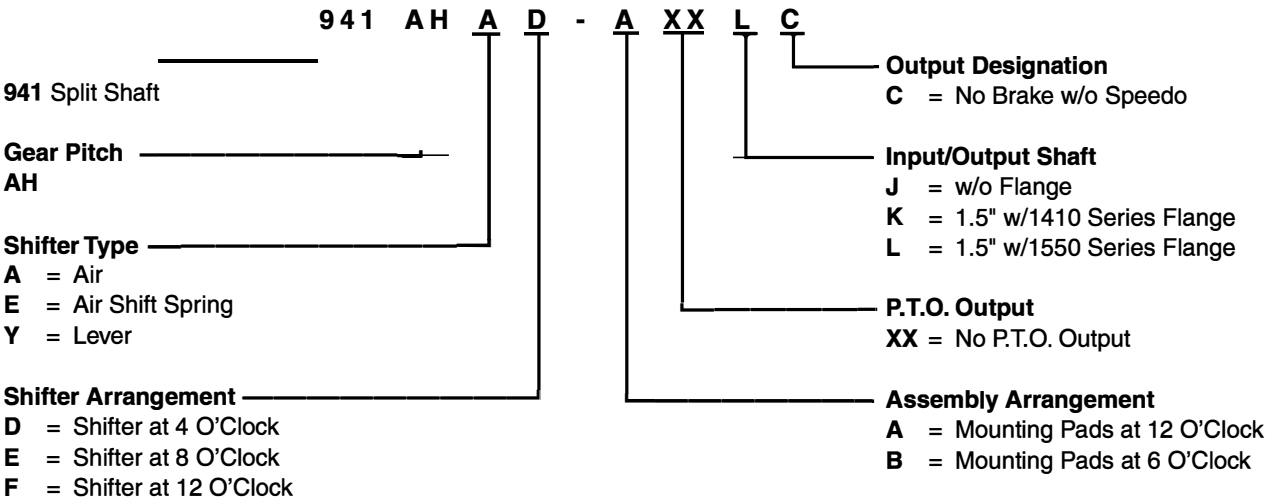 941 AH A D - A XX L C
941 Split Shaft
Gear Pitch
AH
Shifter Type
A = Air
E = Air Shift Spring
Y = Lever
Shifter Arrangement
D = Shifter at 4 O'Clock
E = Shifter at 8 O'Clock
F = Shifter at 12 O'Clock
Output Designation
C = No Brake w/o Speedo
Input/Output Shaft
J = w/o Flange
K = 1.5" w/1410 Series Flange
L = 1.5" w/1550 Series Flange
P.T.O. Output
XX = No P.T.O. Output
Assembly Arrangement
A = Mounting Pads at 12 O'Clock
B = Mounting Pads at 6 O'Clock